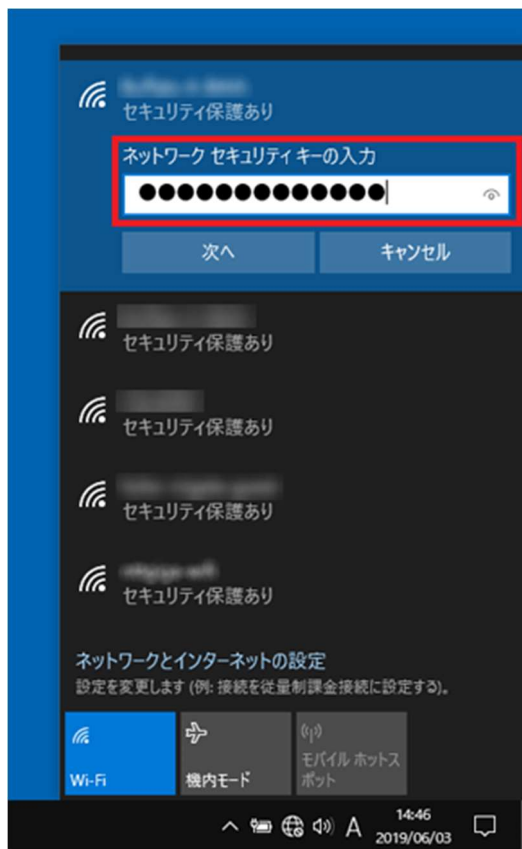 セキュリティ保護あり
ネットワーク セキュリティ キーの入力
次へ
キャンセル
セキュリティ保護あり
セキュリティ保護あり
セキュリティ保護あり
セキュリティ保護あり
ネットワークとインターネットの設定
設定を変更します (例: 接続を従量制課金接続に設定する)。
Wi-Fi
機内モード
モバイル ホットス
ポット
A
14:46
2019/06/03